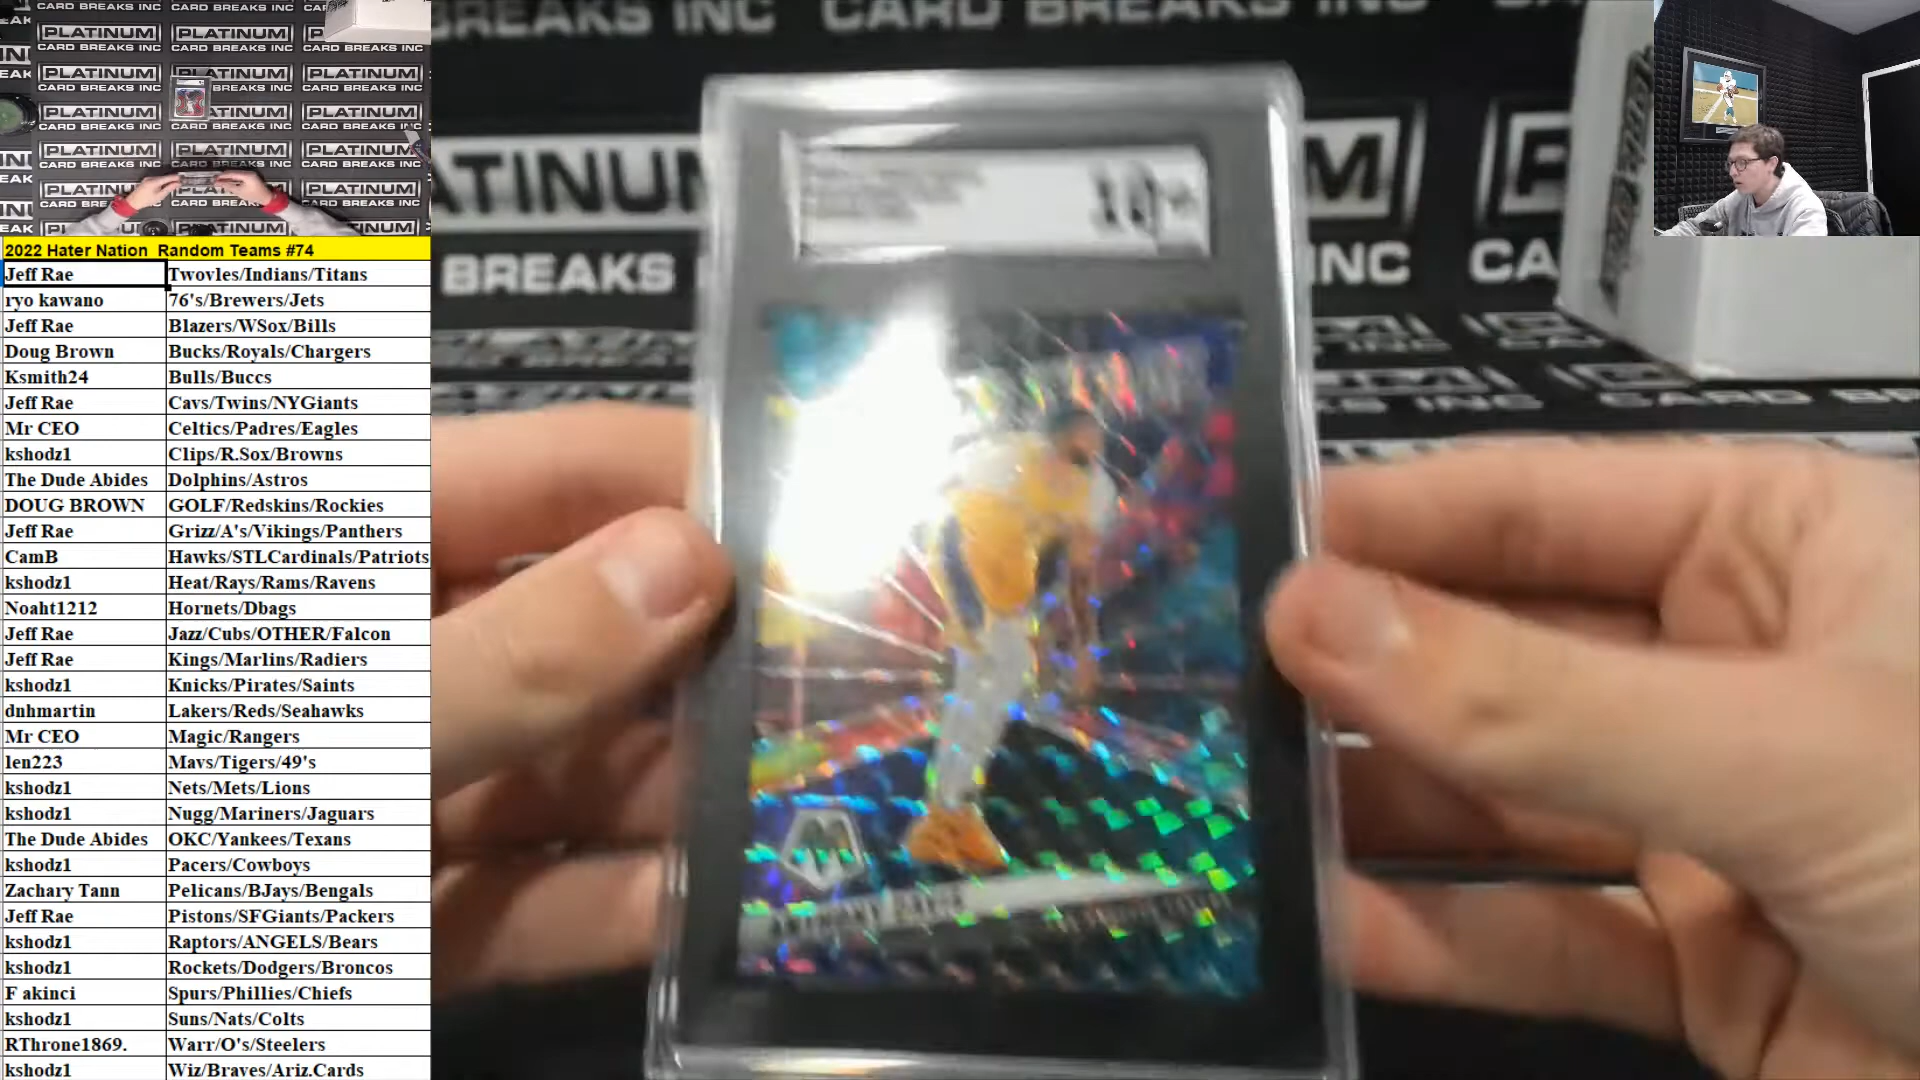 PLATINUM
CARD BREAKS INC
2022 Hater Nation Random Teams #74
Jeff Rae Twovles/Indians/Titans
ryo kawano 76's/Brewers/Jets
Jeff Rae Blazers/WSox/Bills
Doug Brown Bucks/Royals/Chargers
Ksmith24 Bulls/Buccs
Jeff Rae Cavs/Twins/NYGiants
Mr CEO Celtics/Padres/Eagles
kshodz1 Clips/R.Sox/Browns
The Dude Abides Dolphins/Astros
DOUG BROWN GOLF/Redskins/Rockies
Jeff Rae Grizz/A's/Vikings/Panthers
CamB Hawks/STLCardinals/Patriots
kshodz1 Heat/Rays/Rams/Ravens
Noaht1212 Hornets/Dbags
Jeff Rae Jazz/Cubs/OTHER/Falcon
Jeff Rae Kings/Marlins/Radiers
kshodz1 Knicks/Pirates/Saints
dnhmartin Lakers/Reds/Seahawks
Mr CEO Magic/Rangers
len223 Mavs/Tigers/49's
kshodz1 Nets/Mets/Lions
kshodz1 Nugg/Mariners/Jaguars
The Dude Abides OKC/Yankees/Texans
kshodz1 Pacers/Cowboys
Zachary Tann Pelicans/BJays/Bengals
Jeff Rae Pistons/SFGiants/Packers
kshodz1 Raptors/ANGELS/Bears
kshodz1 Rockets/Dodgers/Broncos
F akinci Spurs/Phillies/Chiefs
kshodz1 Suns/Nats/Colts
RThrone1869. Warr/O's/Steelers
kshodz1 Wiz/Braves/Ariz.Cards
10